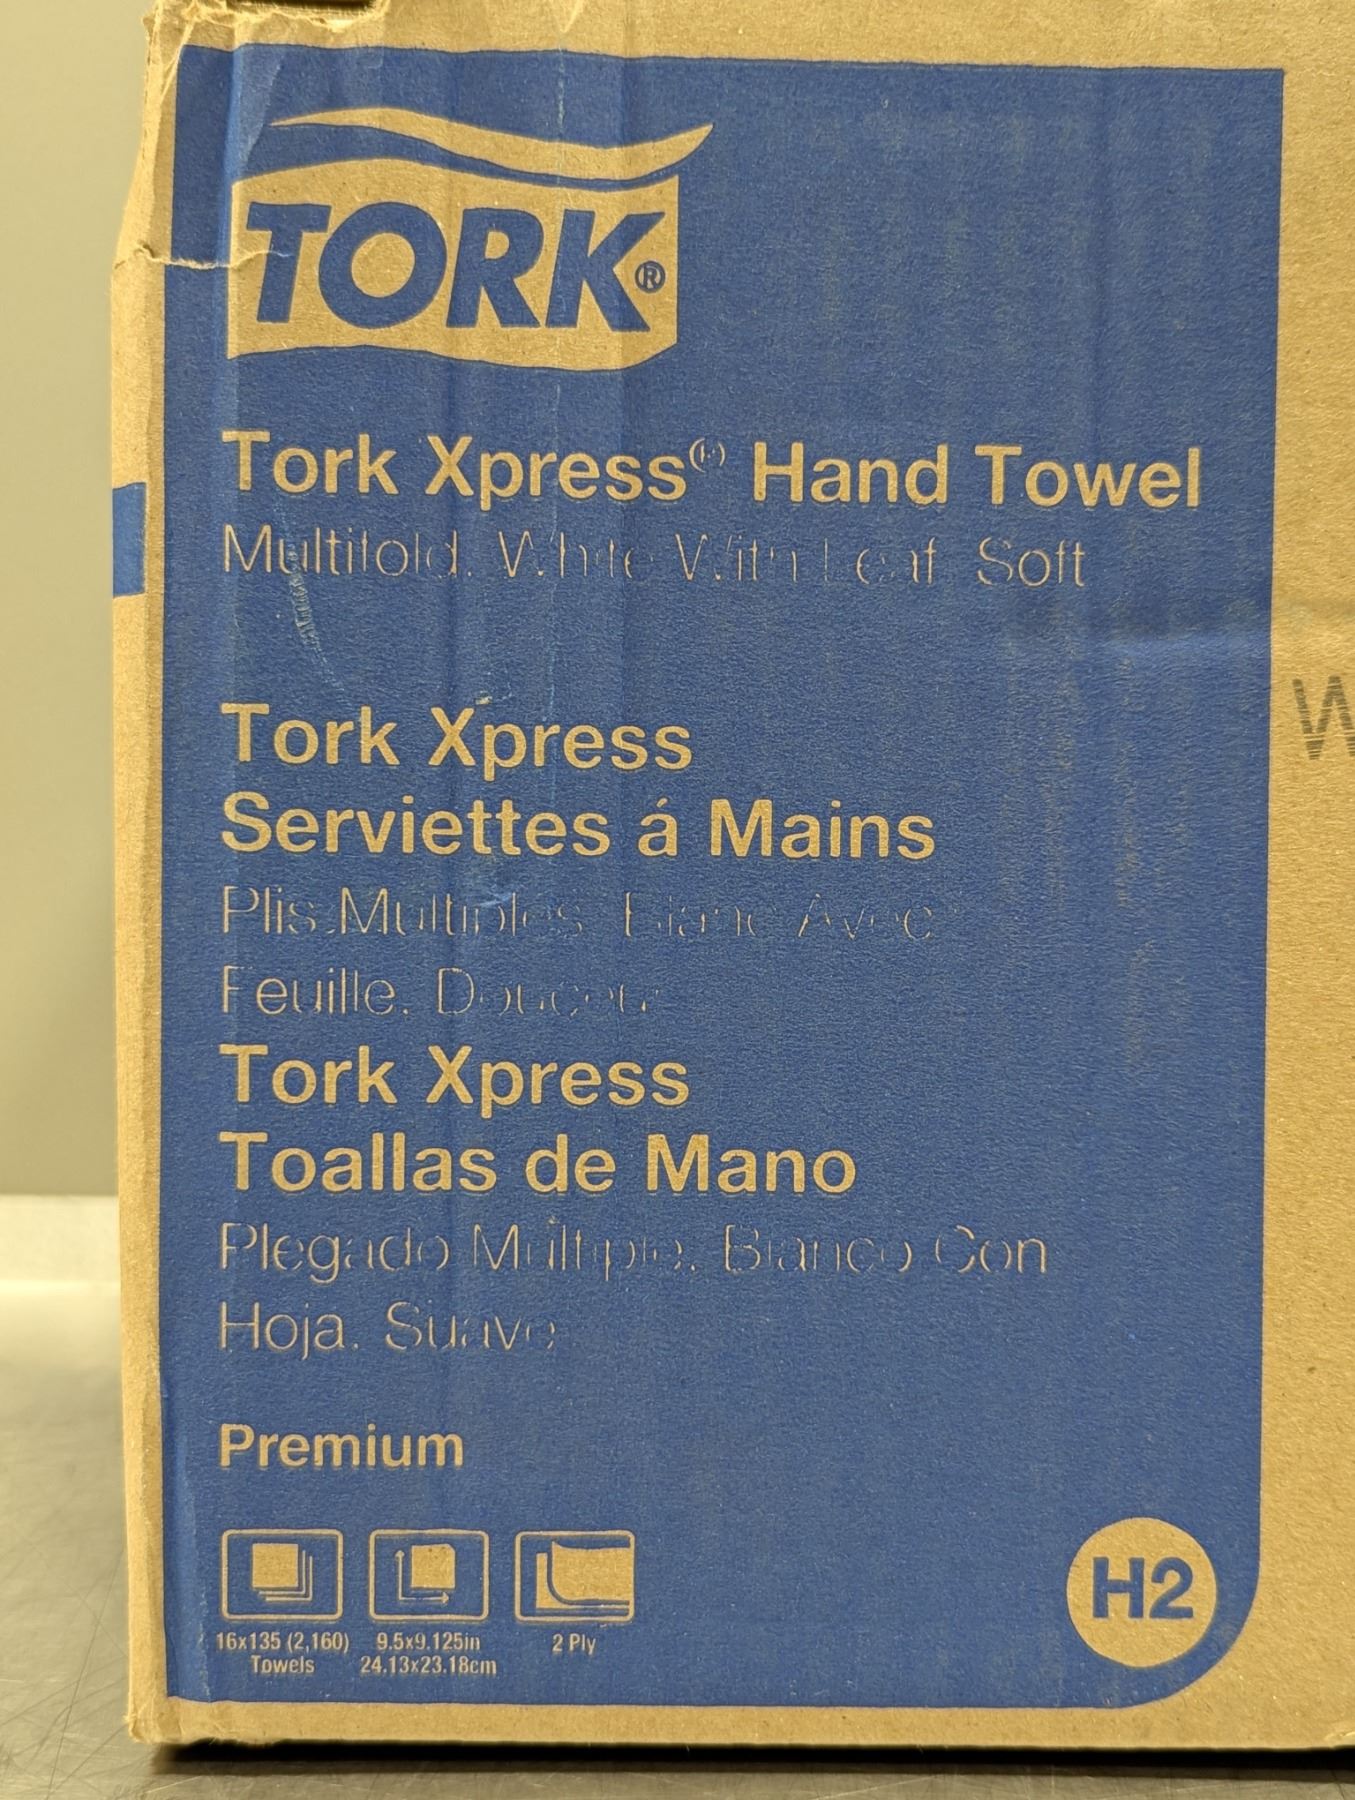 TORK®
Tork Xpress® Hand Towel
Multifold, White With Leaf, Soft
Tork Xpress
Serviettes á Mains
Plis Multiples, Blanc Avec
Feuille, Douceur
Tork Xpress
Toallas de Mano
Plegado Múltiple, Blanco Con
Hoja, Suave
Premium
16x135 (2,160) 9.5x9.125in 2 Ply
Towels 24.13x23.18cm
H2
W